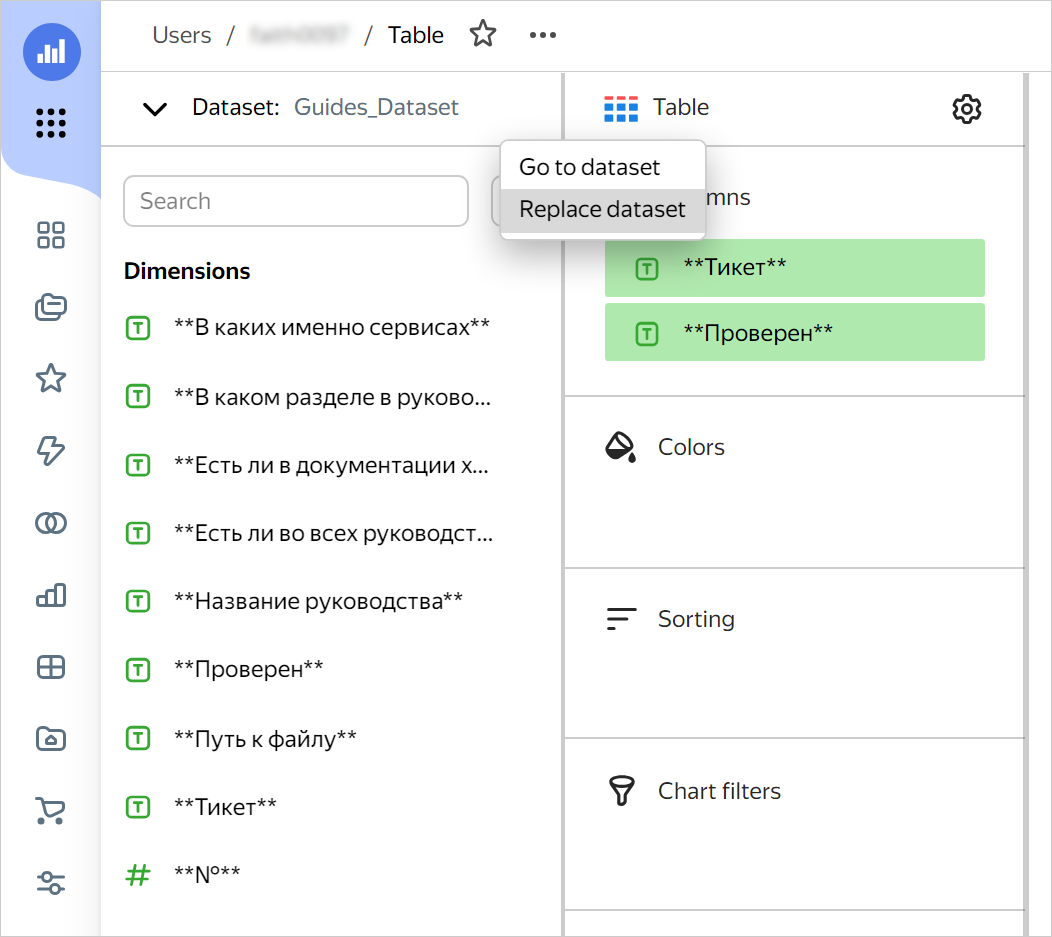 Users / / Table
Dataset: Guides_Dataset
Search
Dimensions
**В каких именно сервисах**
**В каком разделе в руково...
**Есть ли в документации х...
**Есть ли во всех руководст...
**Название руководства**
**Проверен**
**Путь к файлу**
**Тикет**
**№**
Go to dataset
Replace dataset
Table
mns
**Тикет**
**Проверен**
Colors
Sorting
Chart filters